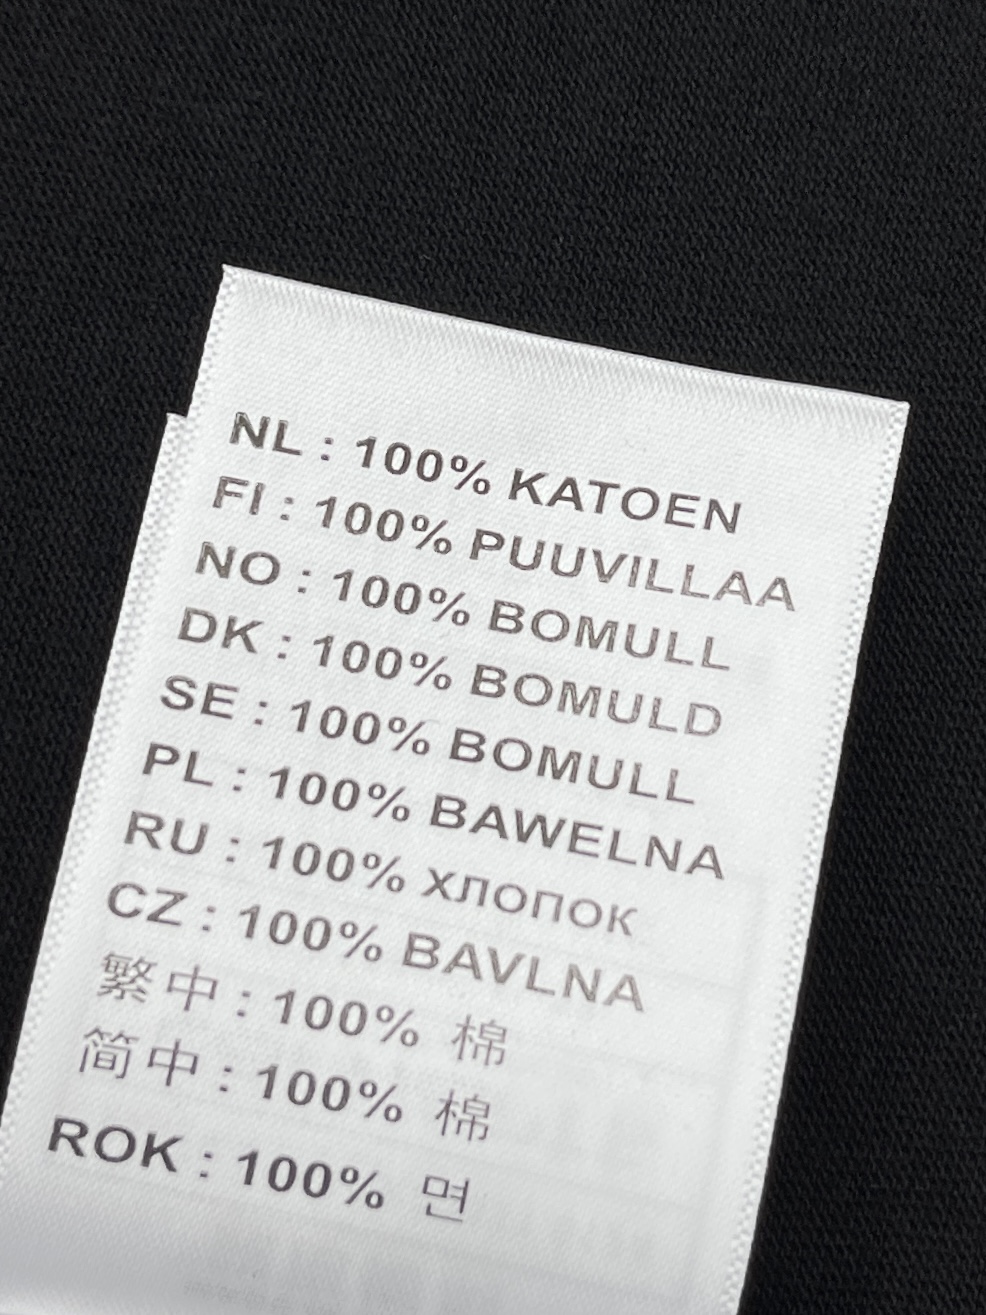 NL : 100% KATOEN
FI : 100% PUUVILLAA
NO : 100% BOMULL
DK : 100% BOMULD
SE : 100% BOMULL
PL : 100% BAWELNA
RU : 100% хлопок
CZ : 100% BAVLNA
繁中 : 100% 棉
简中 : 100% 棉
ROK : 100% 면